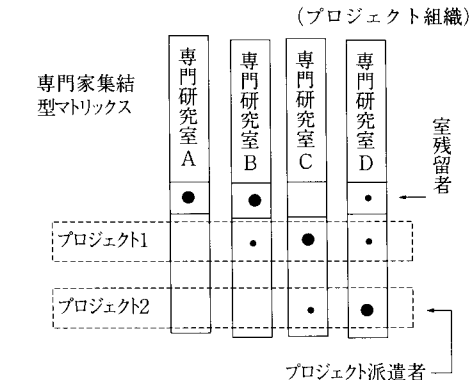 (プロジェクト組織)
専門家集結
型マトリックス
専門研究室A
専門研究室B
専門研究室C
専門研究室D
室残留者
プロジェクト1
プロジェクト2
プロジェクト派遣者